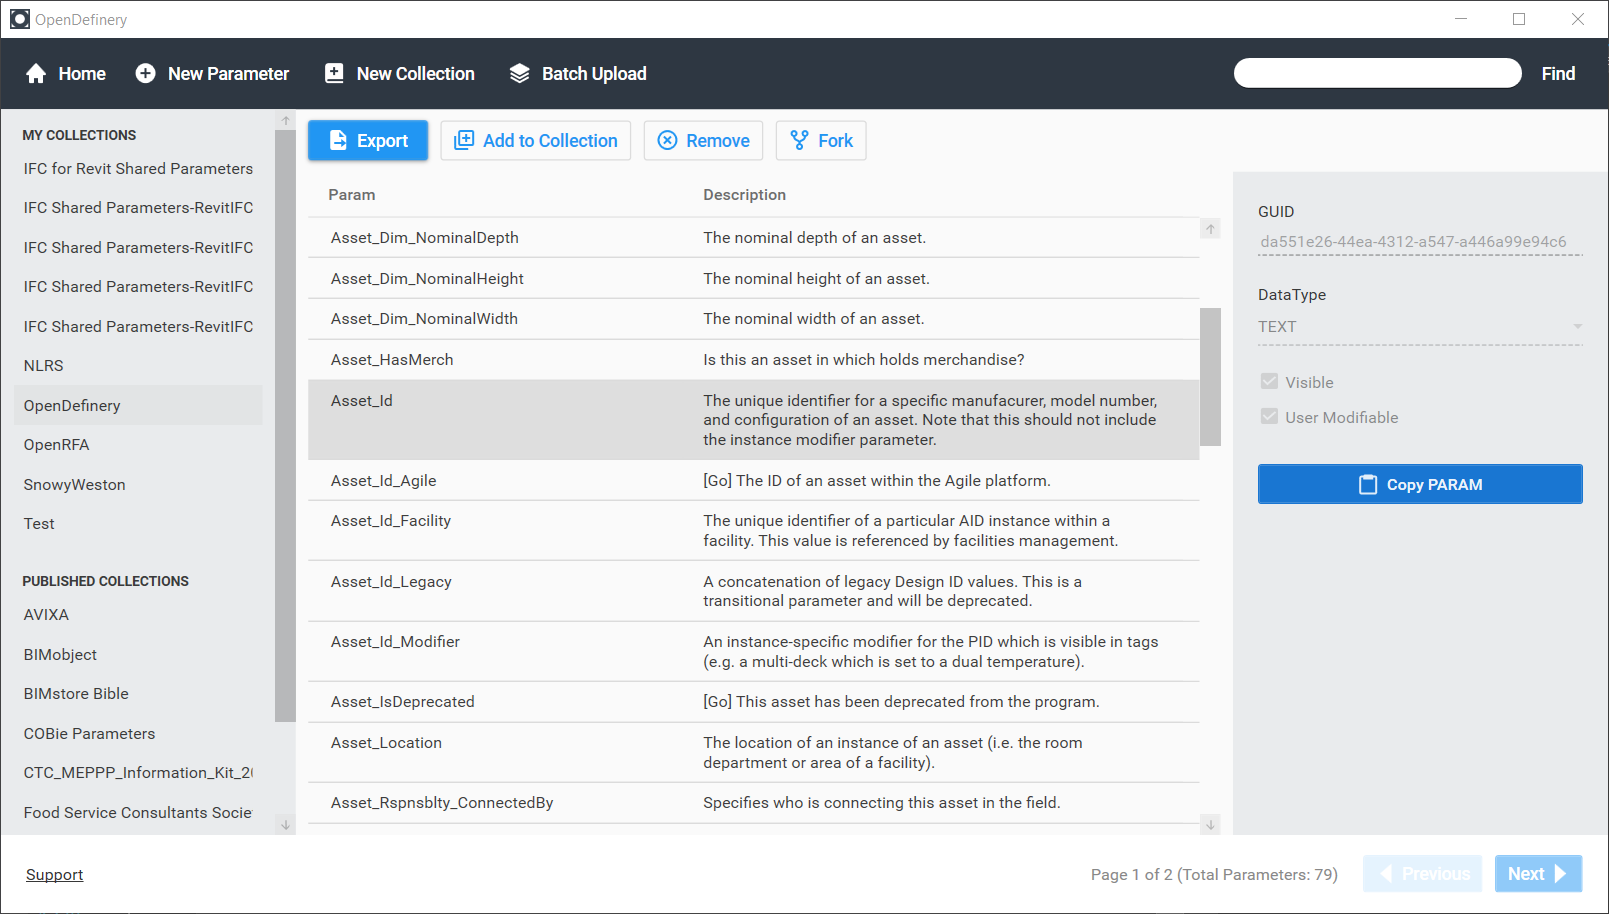 OpenDefinery
Home
New Parameter
New Collection
Batch Upload
Find
MY COLLECTIONS
IFC for Revit Shared Parameters
IFC Shared Parameters-RevitIFC
IFC Shared Parameters-RevitIFC
IFC Shared Parameters-RevitIFC
IFC Shared Parameters-RevitIFC
NLRS
OpenDefinery
OpenRFA
SnowyWeston
Test
PUBLISHED COLLECTIONS
AVIXA
BIMobject
BIMstore Bible
COBie Parameters
CTC_MEPPP_Information_Kit_20
Food Service Consultants Socie
Export
Add to Collection
Remove
Fork
Param
Description
Asset_Dim_NominalDepth
The nominal depth of an asset.
Asset_Dim_NominalHeight
The nominal height of an asset.
Asset_Dim_NominalWidth
The nominal width of an asset.
Asset_HasMerch
Is this an asset in which holds merchandise?
Asset_Id
The unique identifier for a specific manufacurer, model number,
and configuration of an asset. Note that this should not include
the instance modifier parameter.
Asset_Id_Agile
[Go] The ID of an asset within the Agile platform.
Asset_Id_Facility
The unique identifier of a particular AID instance within a
facility. This value is referenced by facilities management.
Asset_Id_Legacy
A concatenation of legacy Design ID values. This is a
transitional parameter and will be deprecated.
Asset_Id_Modifier
An instance-specific modifier for the PID which is visible in tags
(e.g. a multi-deck which is set to a dual temperature).
Asset_IsDeprecated
[Go] This asset has been deprecated from the program.
Asset_Location
The location of an instance of an asset (i.e. the room
department or area of a facility).
Asset_Rspnsblty_ConnectedBy
Specifies who is connecting this asset in the field.
GUID
da551e26-44ea-4312-a547-a446a99e94c6
DataType
TEXT
Visible
User Modifiable
Copy PARAM
Support
Page 1 of 2 (Total Parameters: 79)
Previous
Next